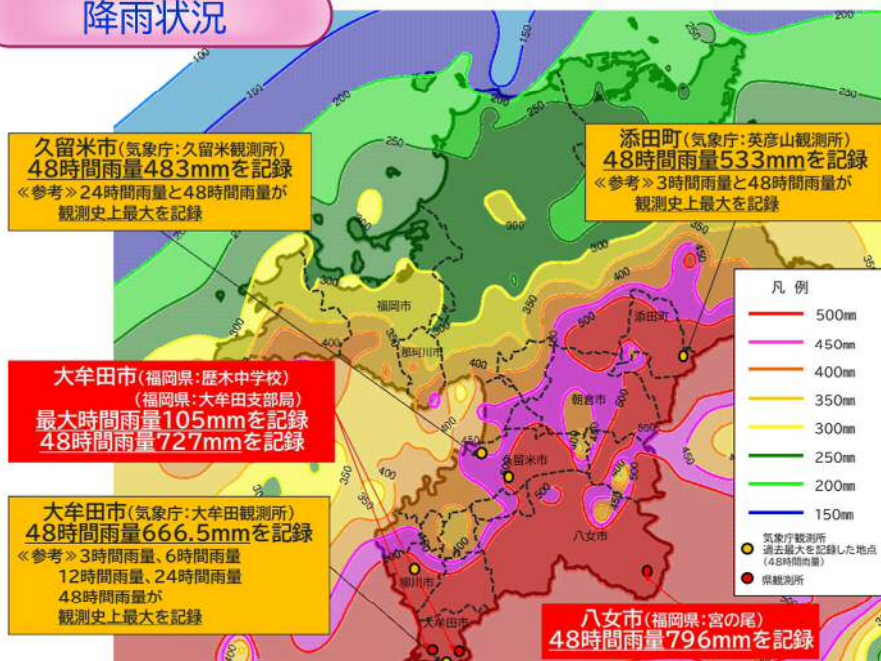 降雨状況
久留米市(気象庁:久留米観測所)
48時間雨量483mmを記録
≪参考≫24時間雨量と48時間雨量が
観測史上最大を記録
添田町(気象庁:英彦山観測所)
48時間雨量533mmを記録
≪参考≫3時間雨量と48時間雨量が
観測史上最大を記録
大牟田市(福岡県:歴木中学校)
(福岡県:大牟田支部局)
最大時間雨量105mmを記録
48時間雨量727mmを記録
大牟田市(気象庁:大牟田観測所)
48時間雨量666.5mmを記録
≪参考≫3時間雨量、6時間雨量
12時間雨量、24時間雨量
48時間雨量が
観測史上最大を記録
八女市(福岡県:宮の尾)
48時間雨量796mmを記録
凡例
500㎜
450㎜
400㎜
350㎜
300㎜
250㎜
200㎜
150㎜
気象庁観測所
過去最大を記録した地点
(48時間雨量)
県観測所
福岡市
那珂川市
添田町
朝倉市
久留米市
八女市
柳川市
大牟田市
100
150
200
250
150
200
250
250
200
250
300
300
350
400
450
500